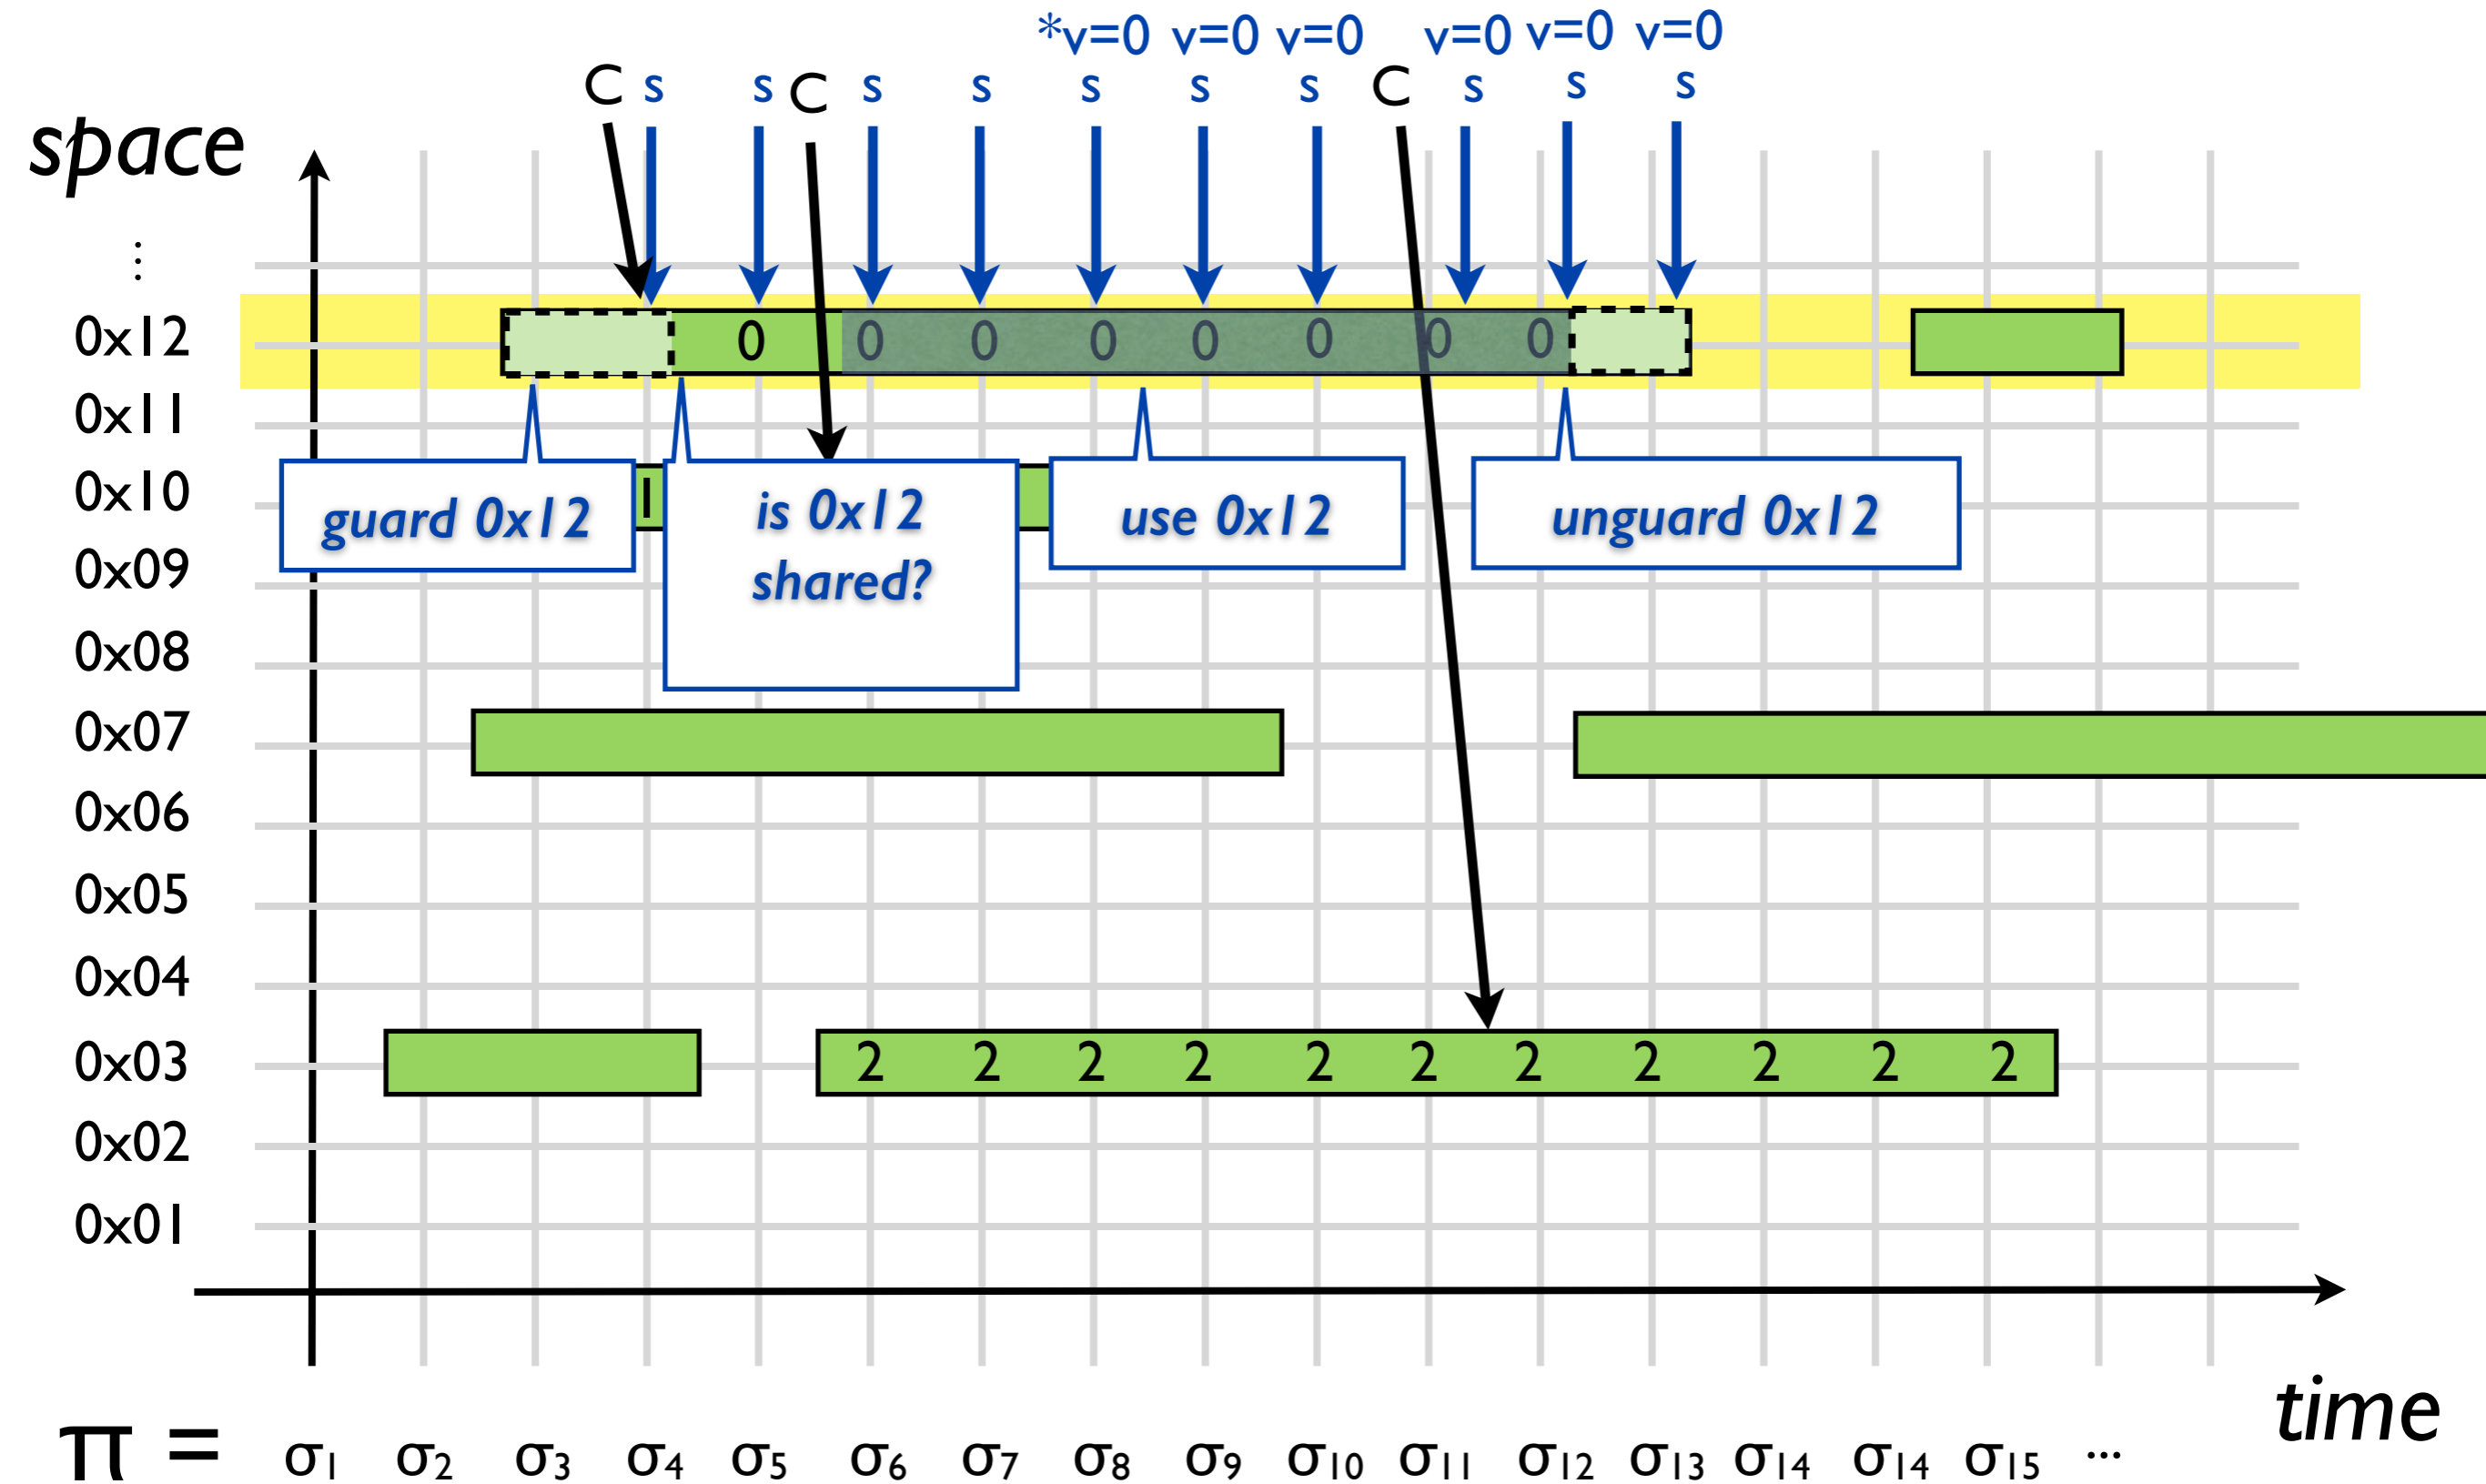 *v=0 v=0 v=0 v=0 v=0 v=0
C s s C s s s s s C s s s
space
⋮
0x12 0 0 0 0 0 0 0 0
0x11
0x10 1
guard 0x12
is 0x12
shared?
use 0x12
unguard 0x12
0x09
0x08
0x07
0x06
0x05
0x04
0x03 2 2 2 2 2 2 2 2 2 2 2
0x02
0x01
time
π = σ1 σ2 σ3 σ4 σ5 σ6 σ7 σ8 σ9 σ10 σ11 σ12 σ13 σ14 σ14 σ15 ...